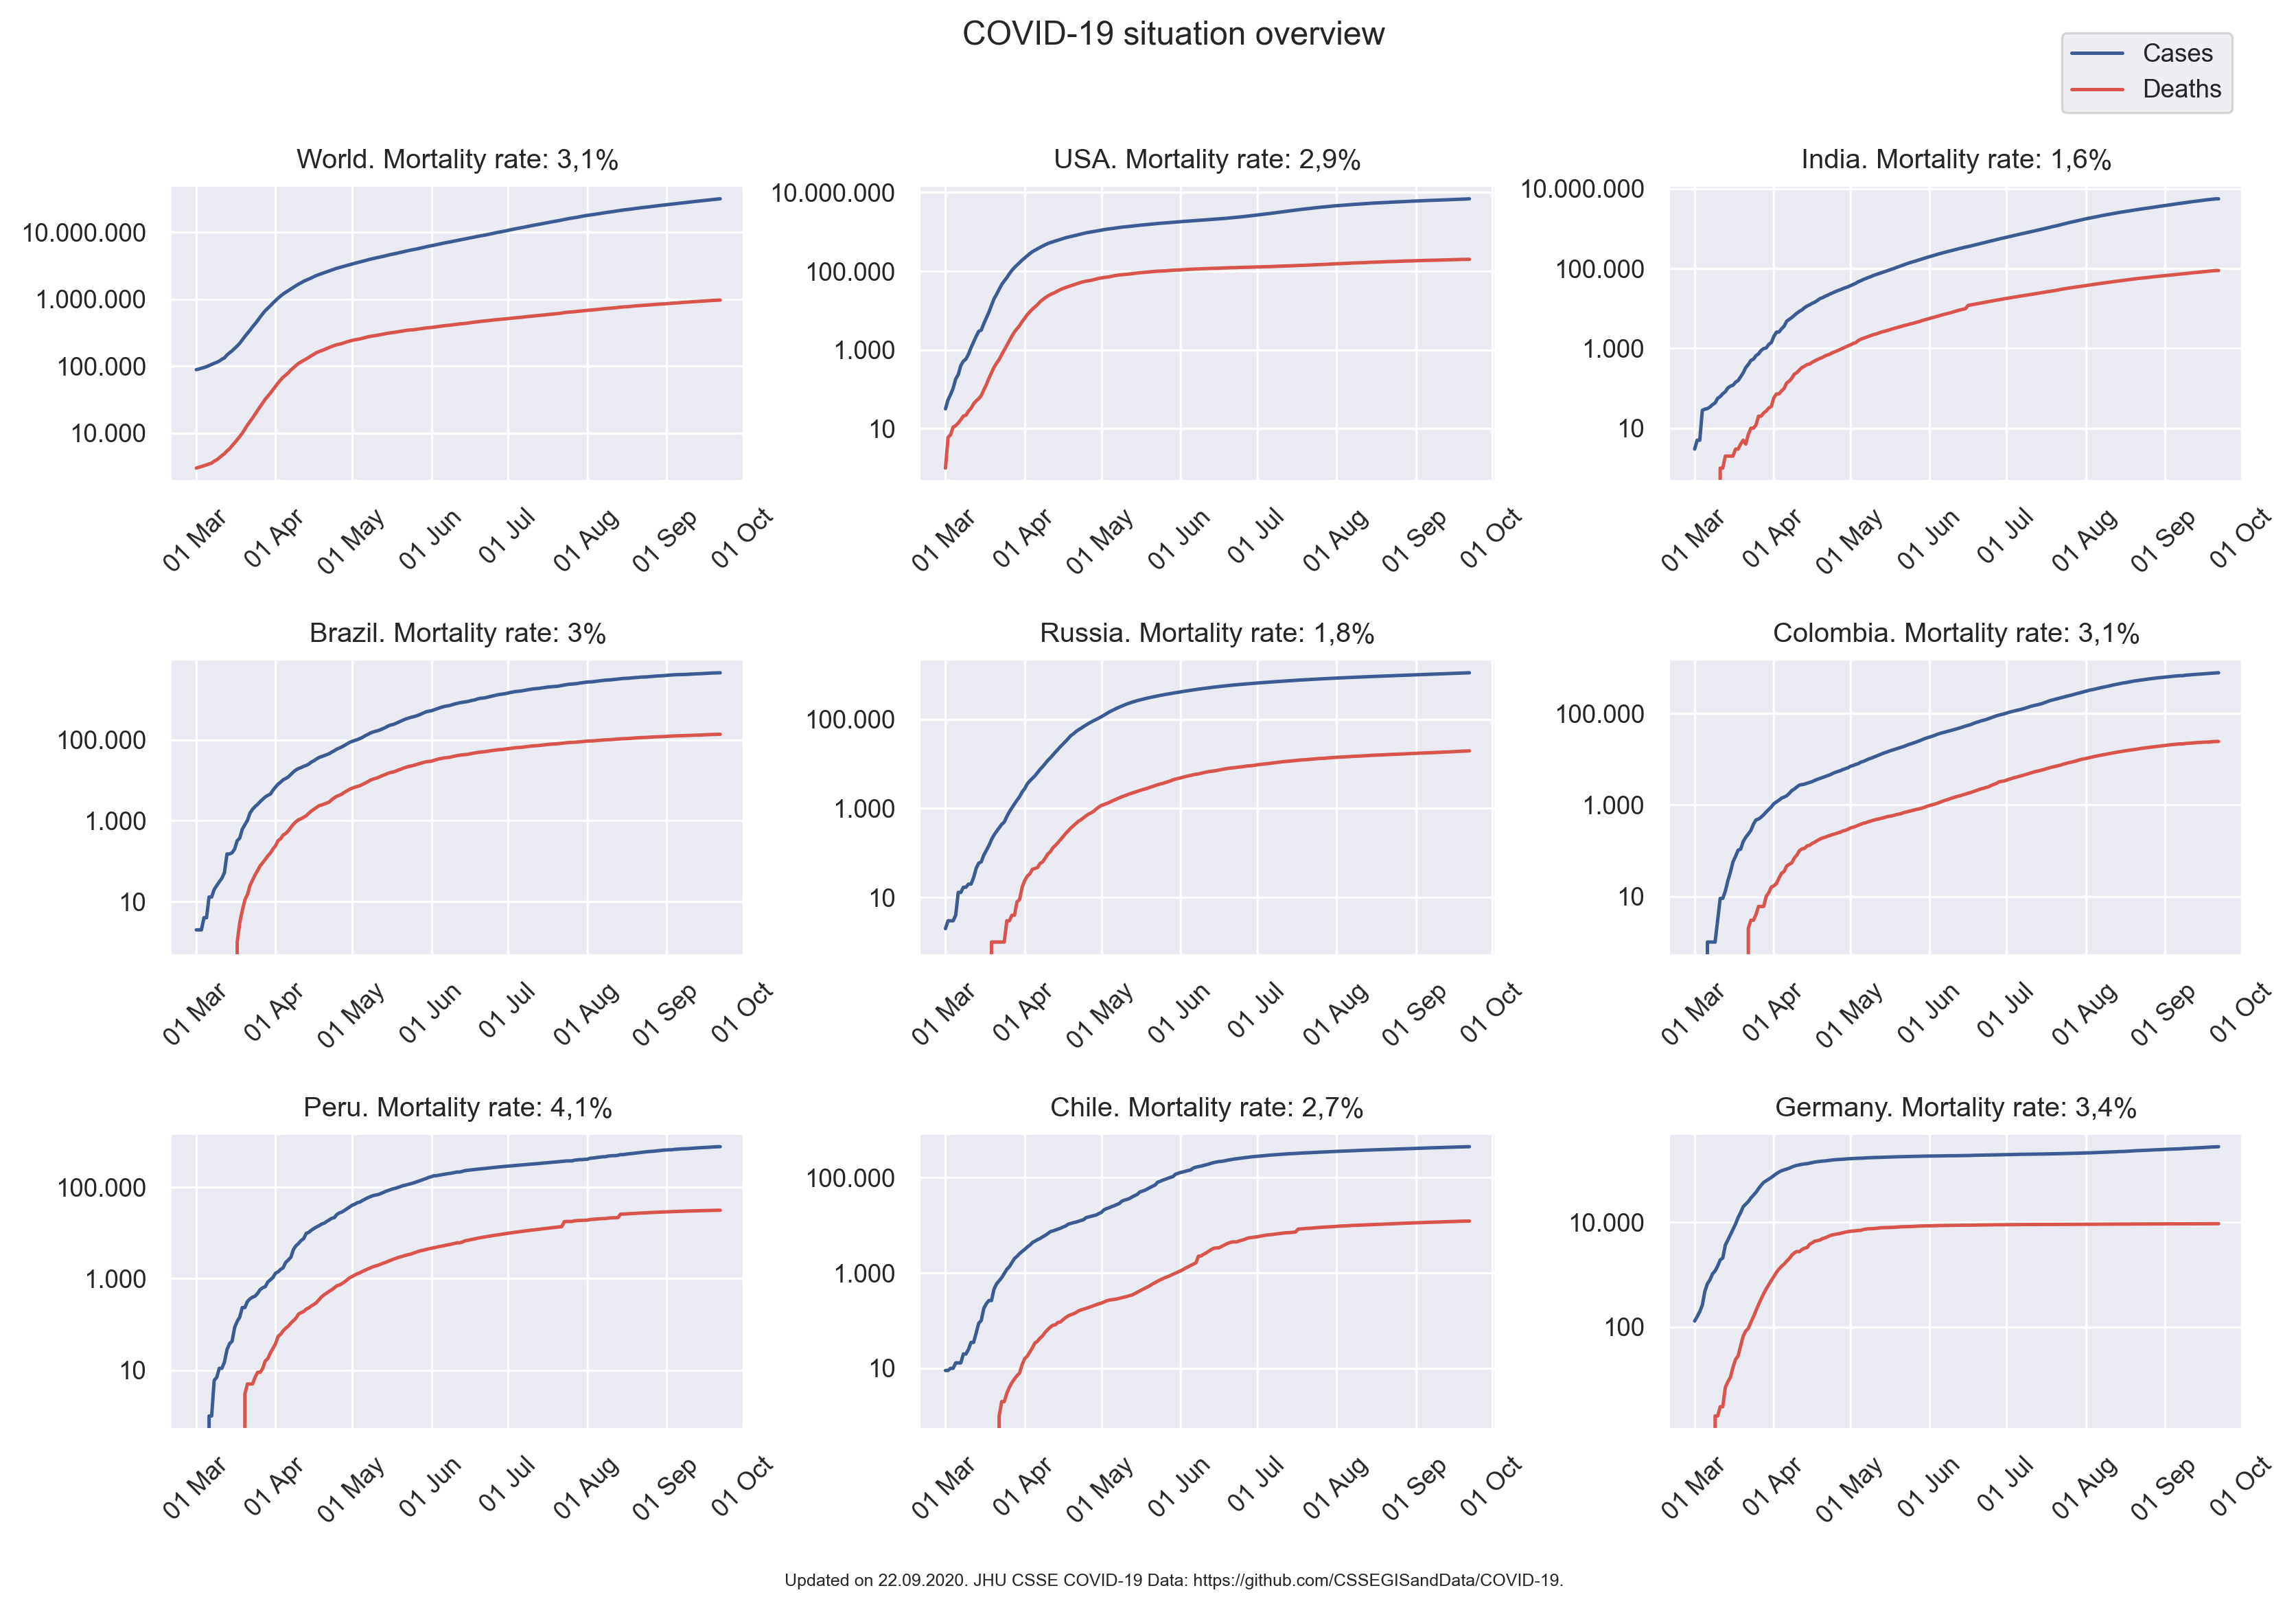 COVID-19 situation overview
Cases
Deaths
World. Mortality rate: 3,1%
10.000.000
1.000.000
100.000
10.000
01 Mar 01 Apr 01 May 01 Jun 01 Jul 01 Aug 01 Sep 01 Oct
USA. Mortality rate: 2,9%
10.000.000
100.000
1.000
10
01 Mar 01 Apr 01 May 01 Jun 01 Jul 01 Aug 01 Sep 01 Oct
India. Mortality rate: 1,6%
10.000.000
100.000
1.000
10
01 Mar 01 Apr 01 May 01 Jun 01 Jul 01 Aug 01 Sep 01 Oct
Brazil. Mortality rate: 3%
100.000
1.000
10
01 Mar 01 Apr 01 May 01 Jun 01 Jul 01 Aug 01 Sep 01 Oct
Russia. Mortality rate: 1,8%
100.000
1.000
10
01 Mar 01 Apr 01 May 01 Jun 01 Jul 01 Aug 01 Sep 01 Oct
Colombia. Mortality rate: 3,1%
100.000
1.000
10
01 Mar 01 Apr 01 May 01 Jun 01 Jul 01 Aug 01 Sep 01 Oct
Peru. Mortality rate: 4,1%
100.000
1.000
10
01 Mar 01 Apr 01 May 01 Jun 01 Jul 01 Aug 01 Sep 01 Oct
Chile. Mortality rate: 2,7%
100.000
1.000
10
01 Mar 01 Apr 01 May 01 Jun 01 Jul 01 Aug 01 Sep 01 Oct
Germany. Mortality rate: 3,4%
10.000
100
01 Mar 01 Apr 01 May 01 Jun 01 Jul 01 Aug 01 Sep 01 Oct
Updated on 22.09.2020. JHU CSSE COVID-19 Data: https://github.com/CSSEGISandData/COVID-19.